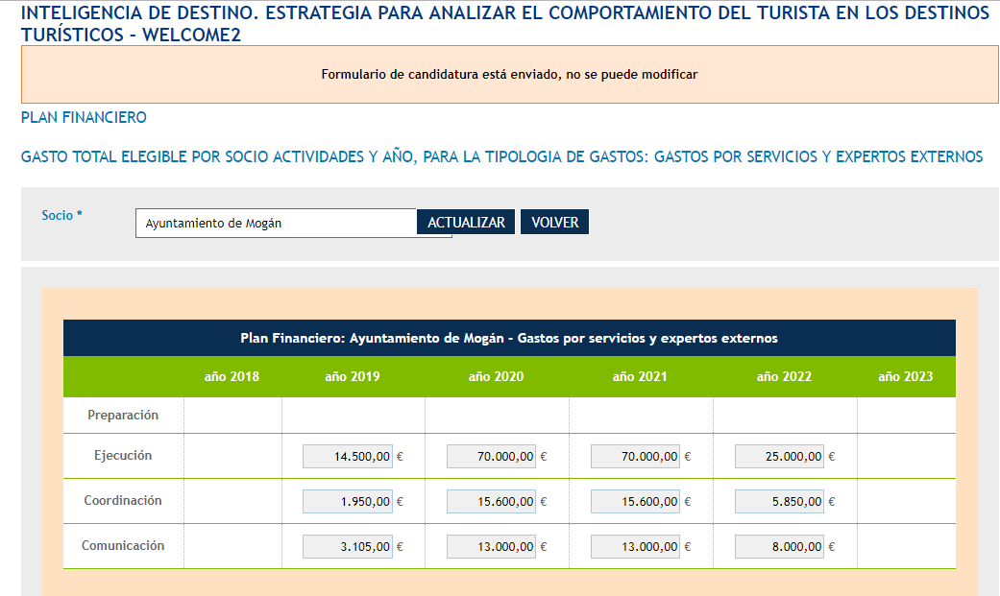 INTELIGENCIA DE DESTINO. ESTRATEGIA PARA ANALIZAR EL COMPORTAMIENTO DEL TURISTA EN LOS DESTINOS
TURÍSTICOS - WELCOME2
Formulario de candidatura está enviado, no se puede modificar
PLAN FINANCIERO
GASTO TOTAL ELEGIBLE POR SOCIO ACTIVIDADES Y AÑO, PARA LA TIPOLOGIA DE GASTOS: GASTOS POR SERVICIOS Y EXPERTOS EXTERNOS
Socio * Ayuntamiento de Mogán ACTUALIZAR VOLVER
Plan Financiero: Ayuntamiento de Mogán - Gastos por servicios y expertos externos
año 2018 año 2019 año 2020 año 2021 año 2022 año 2023
Preparación
Ejecución 14.500,00 € 70.000,00 € 70.000,00 € 25.000,00 €
Coordinación 1.950,00 € 15.600,00 € 15.600,00 € 5.850,00 €
Comunicación 3.105,00 € 13.000,00 € 13.000,00 € 8.000,00 €